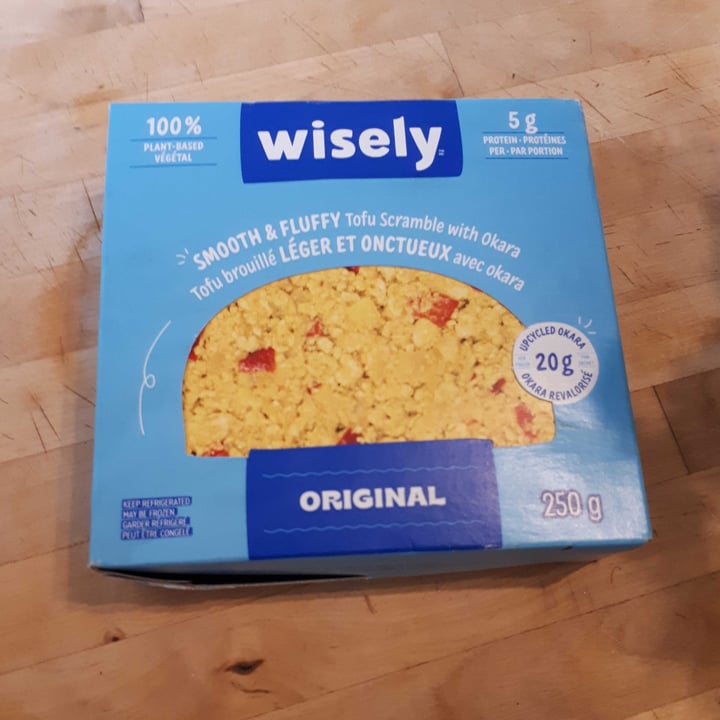 100%
PLANT-BASED
VÉGÉTAL
wisely
5 g
PROTEIN · PROTÉINES
PER · PAR PORTION
SMOOTH & FLUFFY Tofu Scramble with Okara
Tofu brouillé LÉGER ET ONCTUEUX avec okara
UPCYCLED OKARA
20 g
OKARA REVALORISÉ
ORIGINAL
250 g
KEEP REFRIGERATED
MAY BE FROZEN
GARDER RÉFRIGÉRÉ
PEUT ÊTRE CONGELÉ